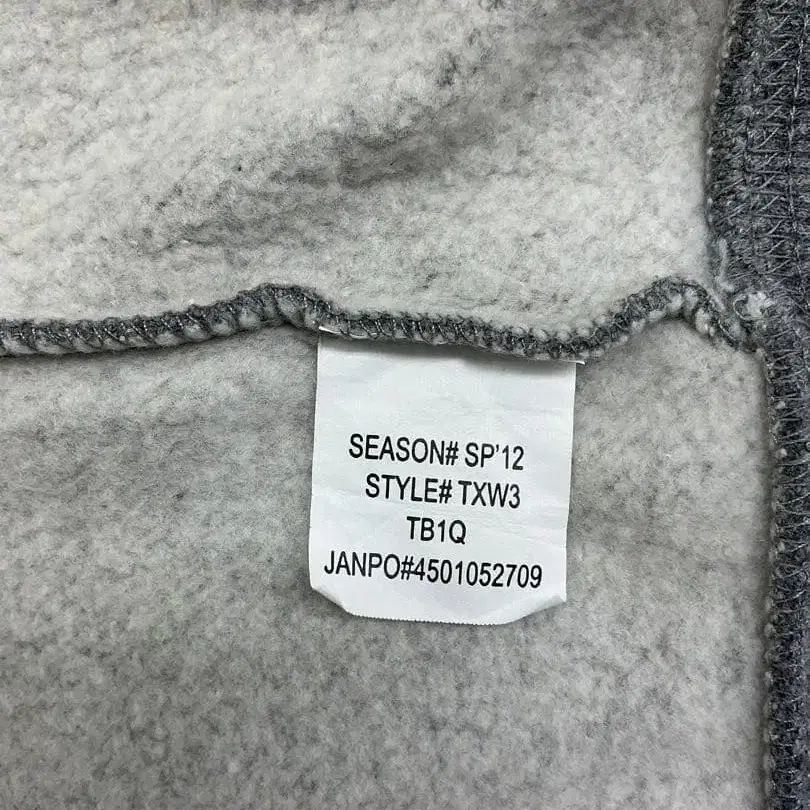 SEASON# SP'12
STYLE# TXW3
TB1Q
JANPO#4501052709